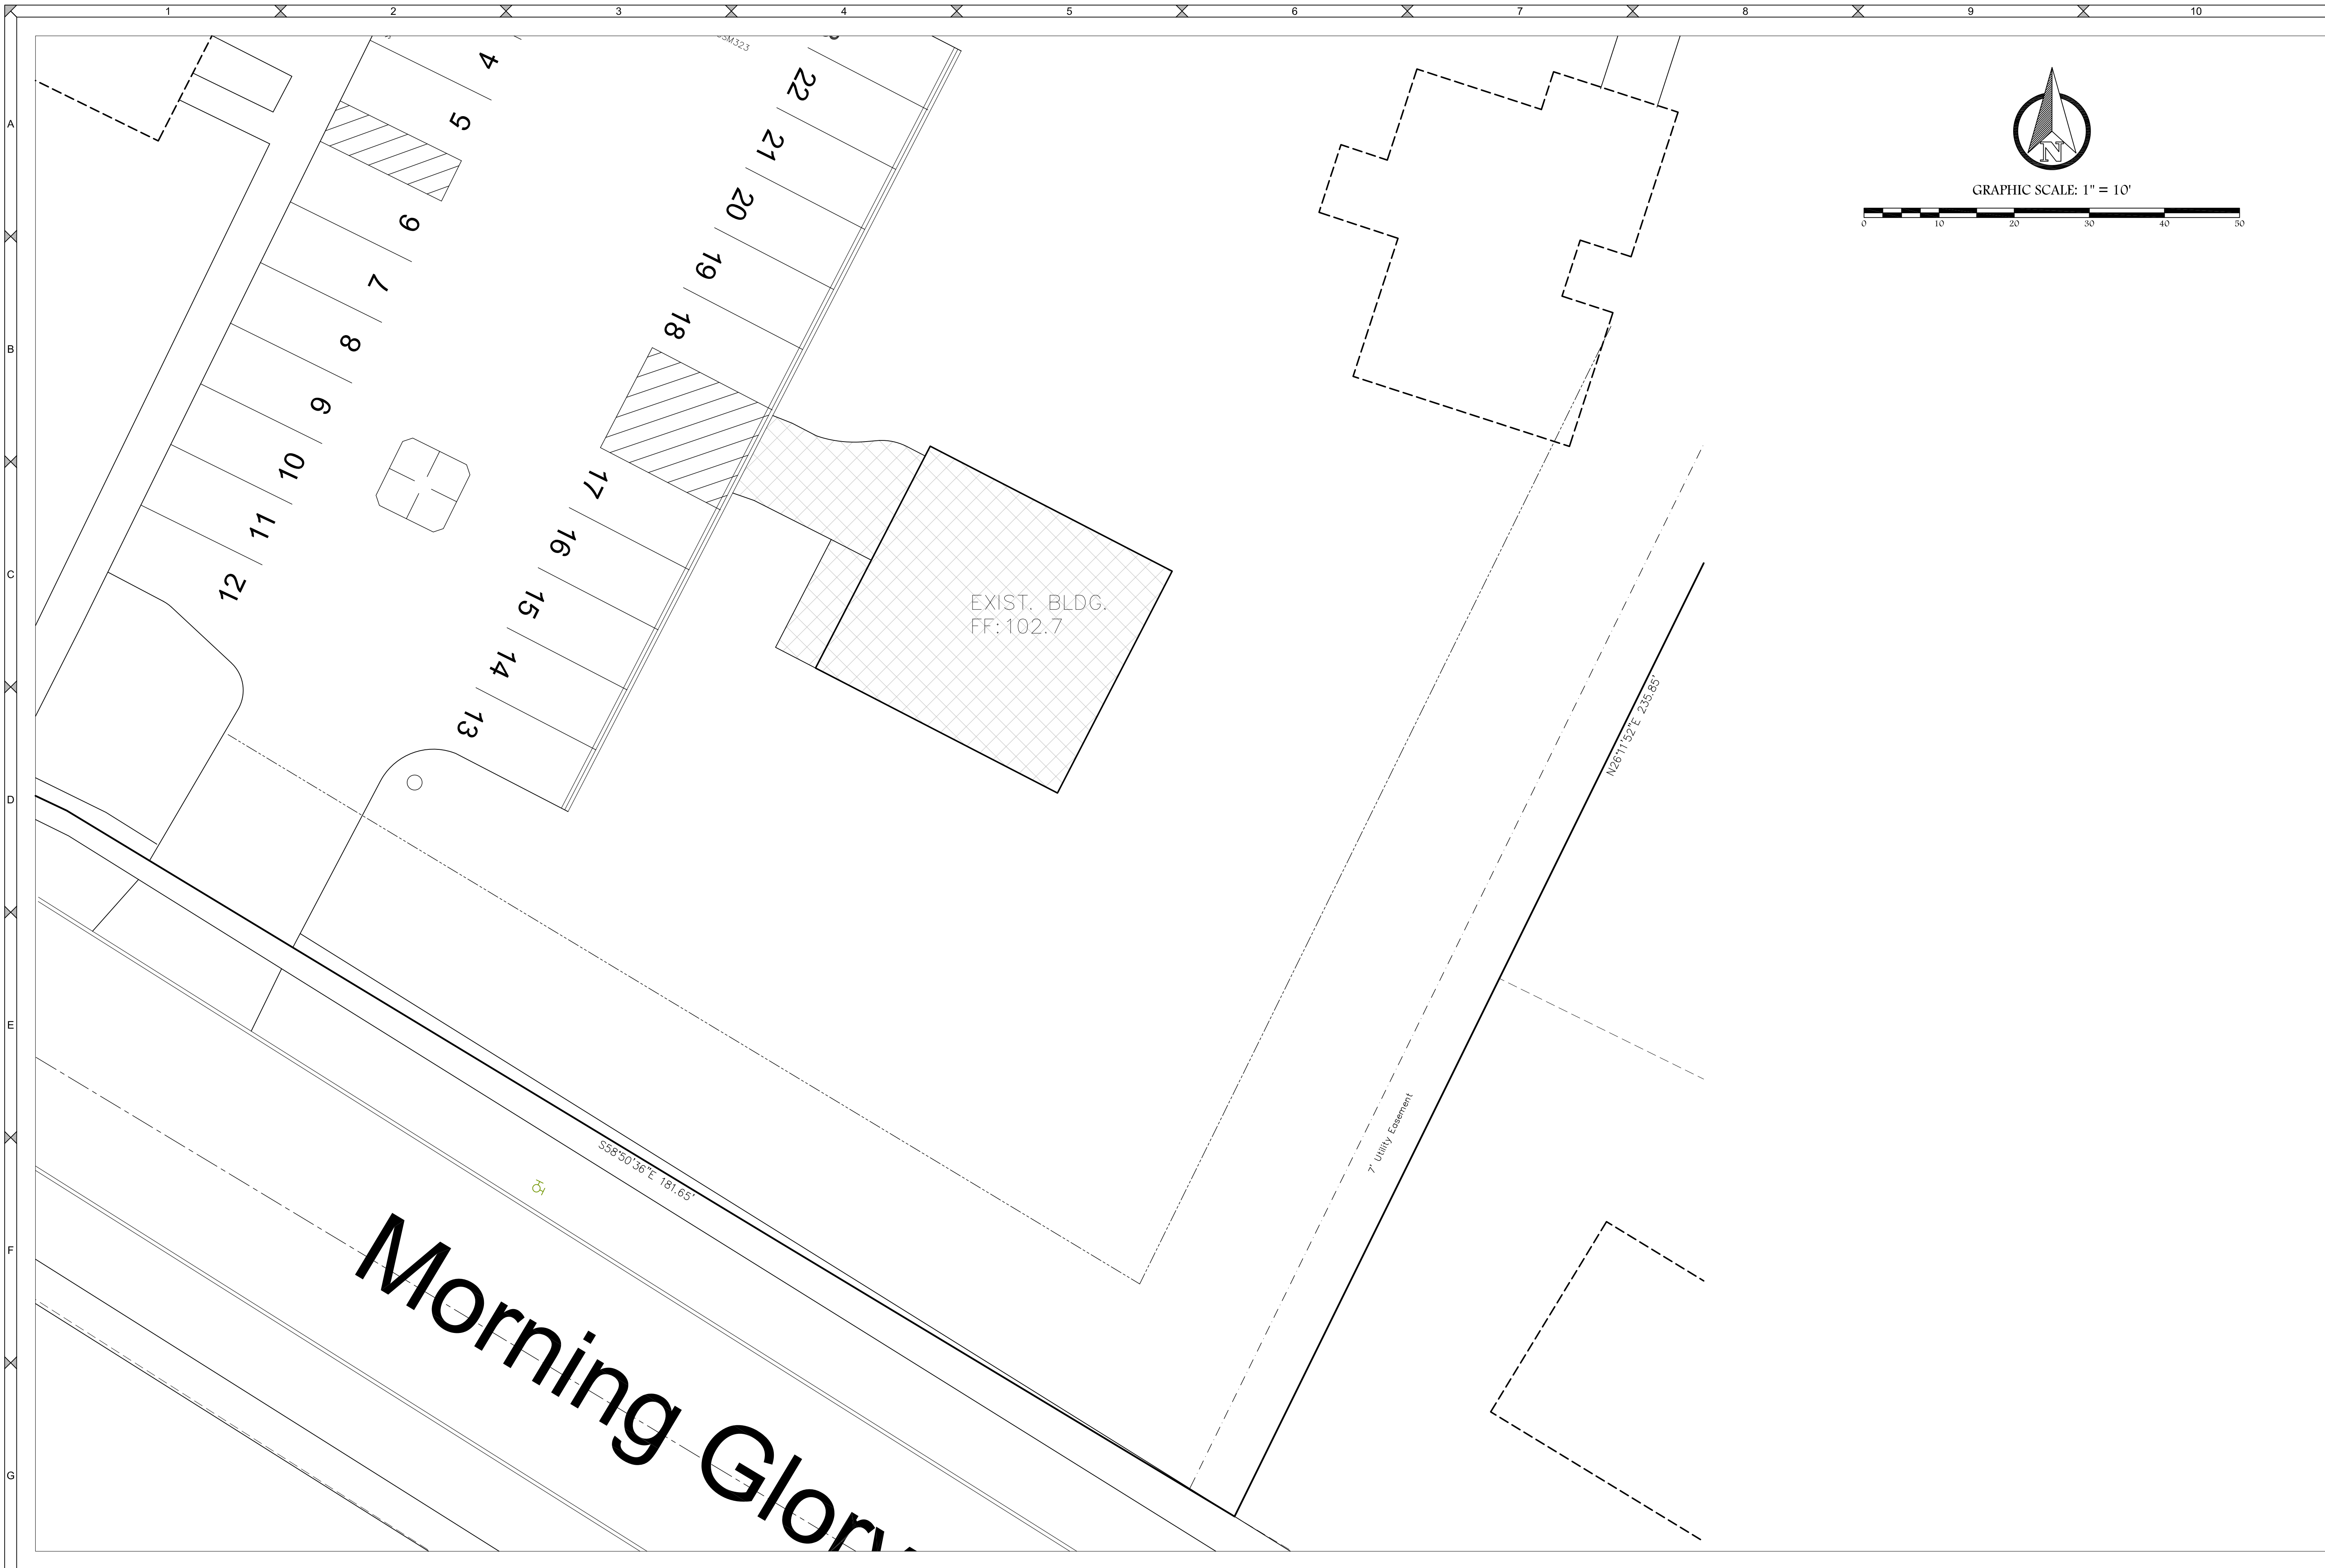 1 2 3 4 5 6 7 8 9 10
A
B
C
D
E
F
G
GRAPHIC SCALE: 1" = 10'
0 10 20 30 40 50
N
SM323
4
5
6
7
8
9
10
11
12
22
21
20
19
18
17
16
15
14
13
EXIST. BLDG.
FF:102.7
N26°11'52"E 235.85'
7' Utility Easement
S58°50'36"E 181.65'
Morning Glory